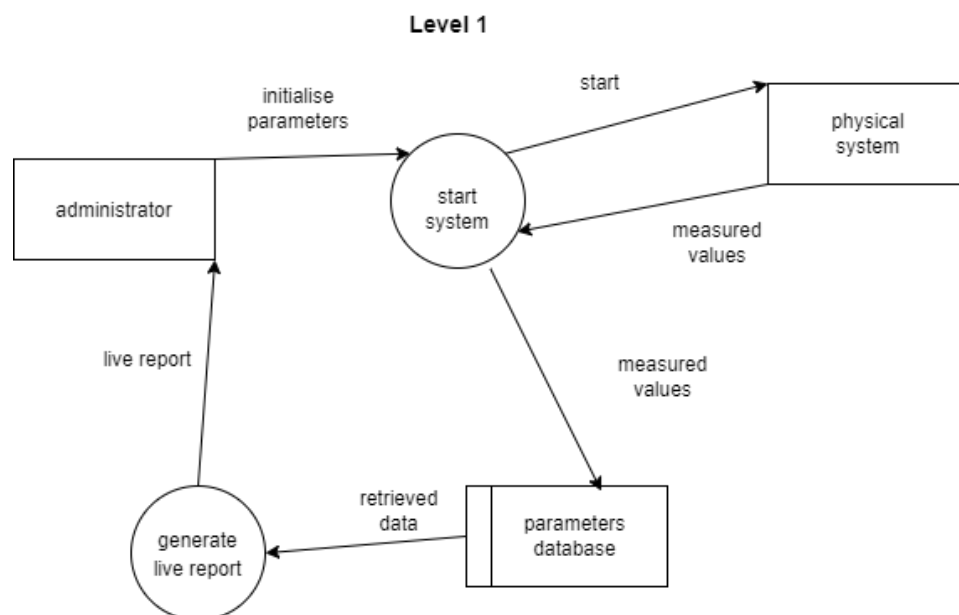 Level 1
initialise
parameters
start
physical
system
administrator
start
system
measured
values
live report
measured
values
retrieved
data
parameters
database
generate
live report